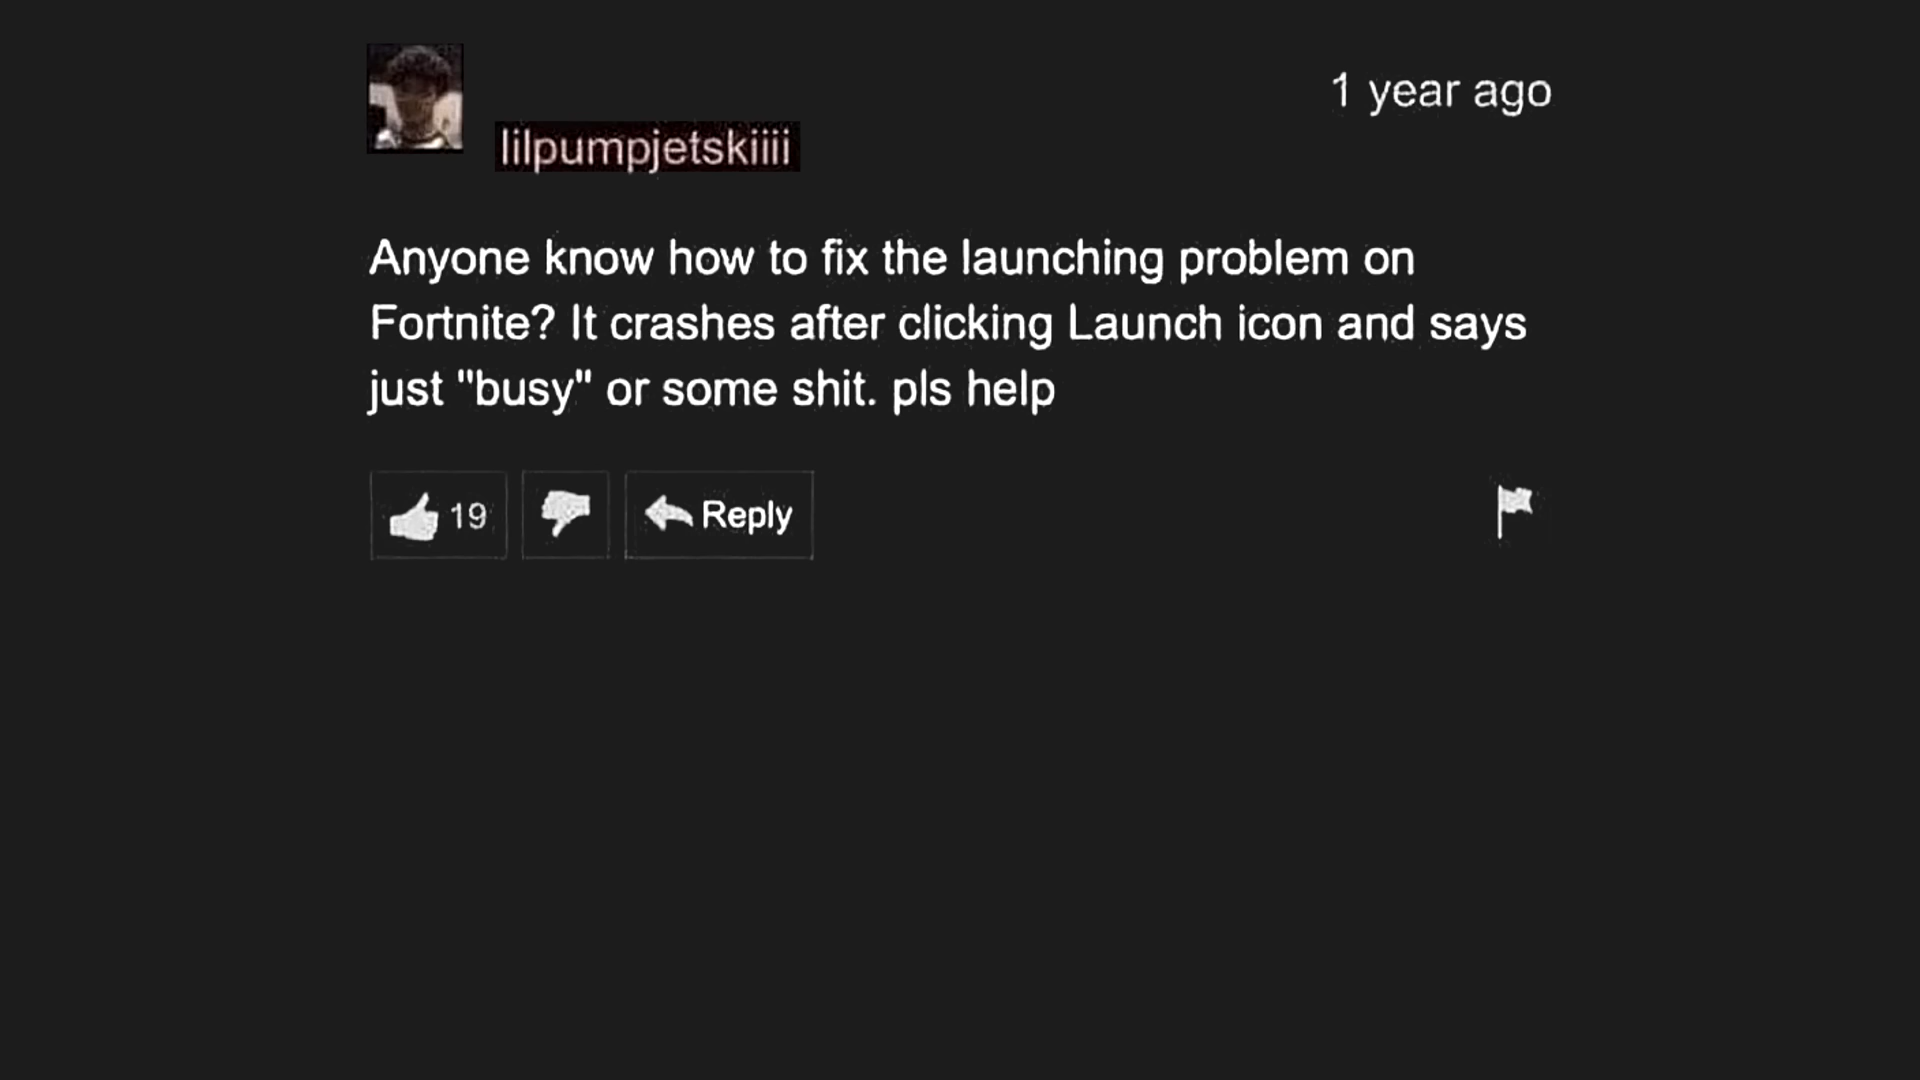 1 year ago
lilpumpjetskiiii
Anyone know how to fix the launching problem on
Fortnite? It crashes after clicking Launch icon and says
just "busy" or some shit. pls help
19
Reply